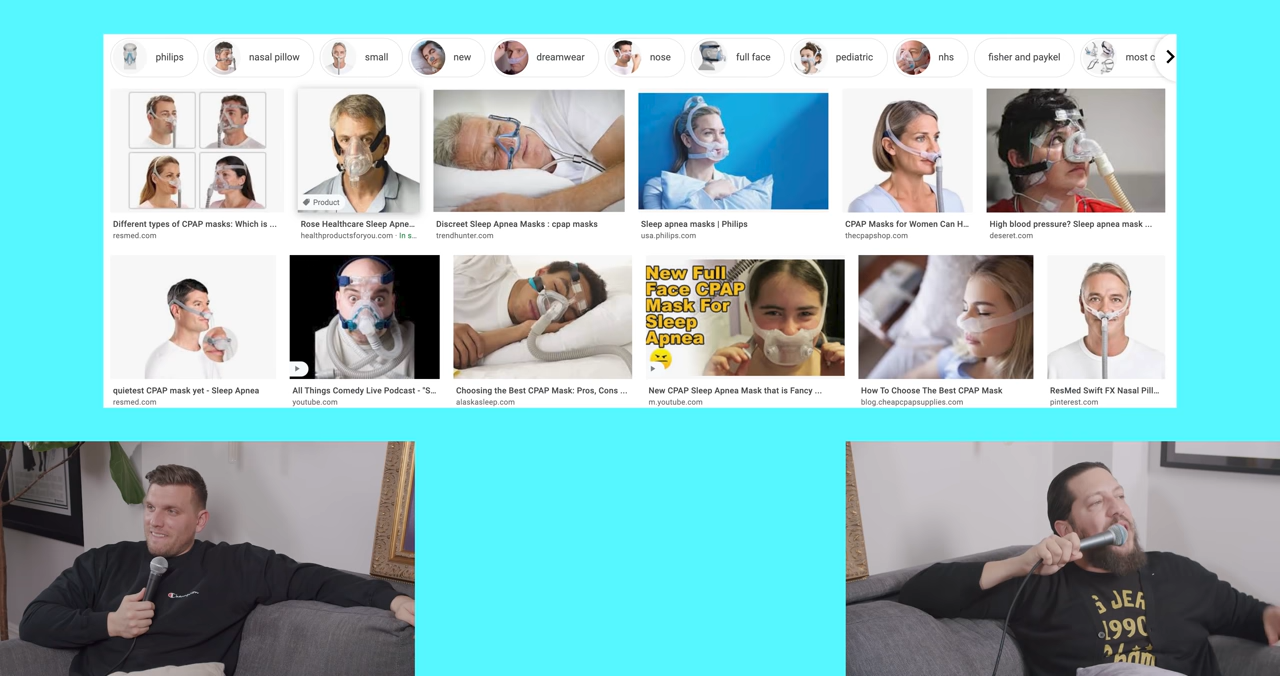 philips
nasal pillow
small
new
dreamwear
nose
full face
pediatric
nhs
fisher and paykel
most c
Product
Different types of CPAP masks: Which is ...
resmed.com
Rose Healthcare Sleep Apne...
healthproductsforyou.com · In s...
Discreet Sleep Apnea Masks : cpap masks
trendhunter.com
Sleep apnea masks | Philips
usa.philips.com
CPAP Masks for Women Can H...
thecpapshop.com
High blood pressure? Sleep apnea mask ...
deseret.com
New Full
Face CPAP
Mask For
Sleep
Apnea
quietest CPAP mask yet - Sleep Apnea
resmed.com
All Things Comedy Live Podcast - "S...
youtube.com
Choosing the Best CPAP Mask: Pros, Cons ...
alaskasleep.com
New CPAP Sleep Apnea Mask that is Fancy ...
m.youtube.com
How To Choose The Best CPAP Mask
blog.cheapcpapsupplies.com
ResMed Swift FX Nasal Pill...
pinterest.com
Champion
JER
1990